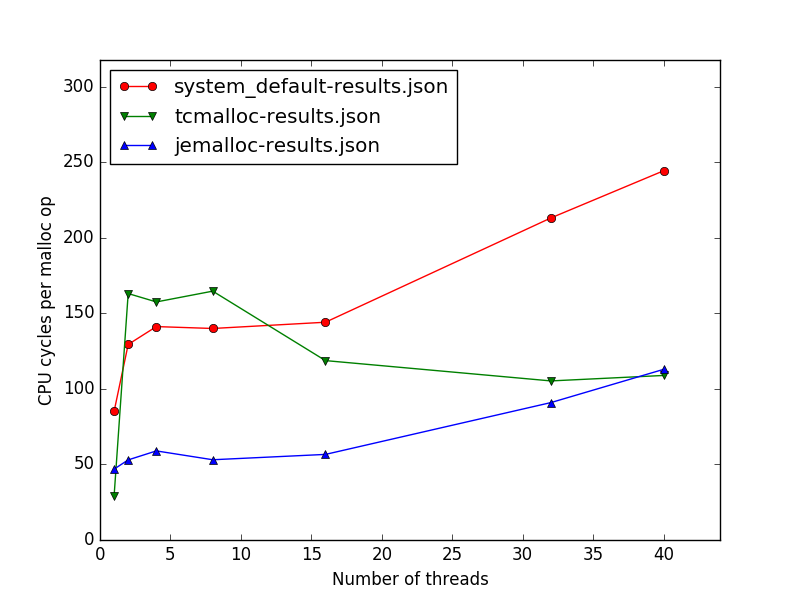 system_default-results.json
tcmalloc-results.json
jemalloc-results.json
CPU cycles per malloc op
300
250
200
150
100
50
0
0 5 10 15 20 25 30 35 40
Number of threads